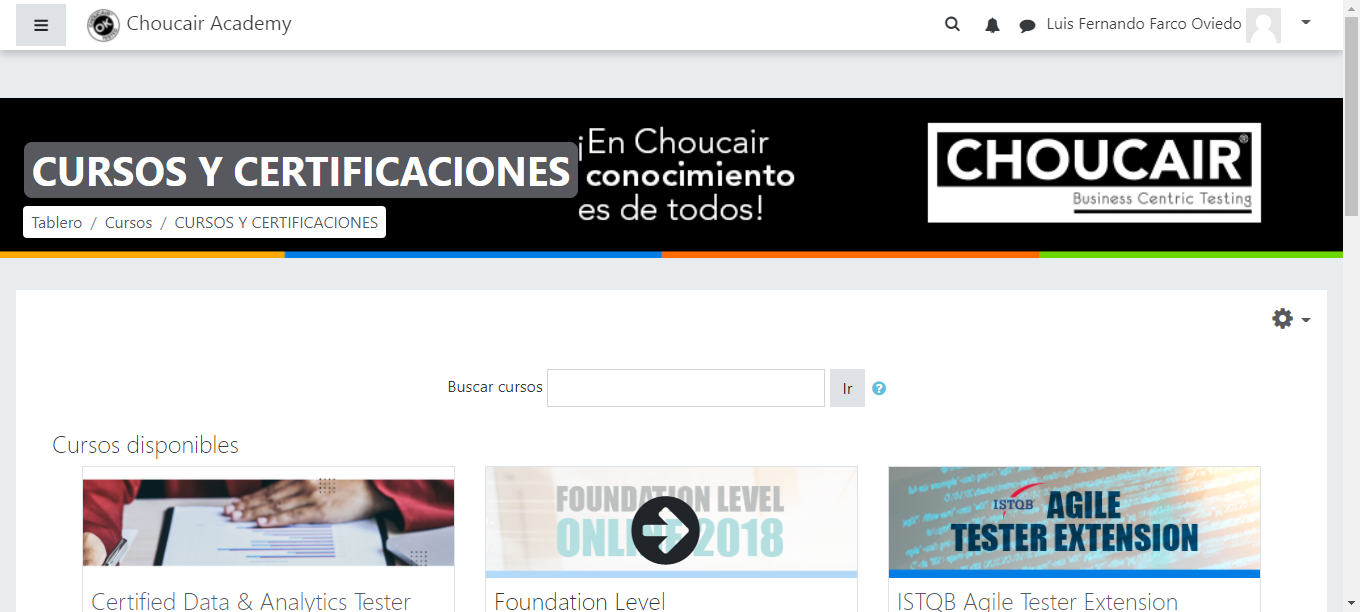 Choucair Academy
Luis Fernando Farco Oviedo
¡En Choucair
conocimiento
es de todos!
CURSOS Y CERTIFICACIONES
Tablero / Cursos / CURSOS Y CERTIFICACIONES
CHOUCAIR®
Business Centric Testing
Buscar cursos
Ir
Cursos disponibles
FOUNDATION LEVEL
ONLINE 2018
ISTQB AGILE
TESTER EXTENSION
Certified Data & Analytics Tester
Foundation Level
ISTQB Agile Tester Extension